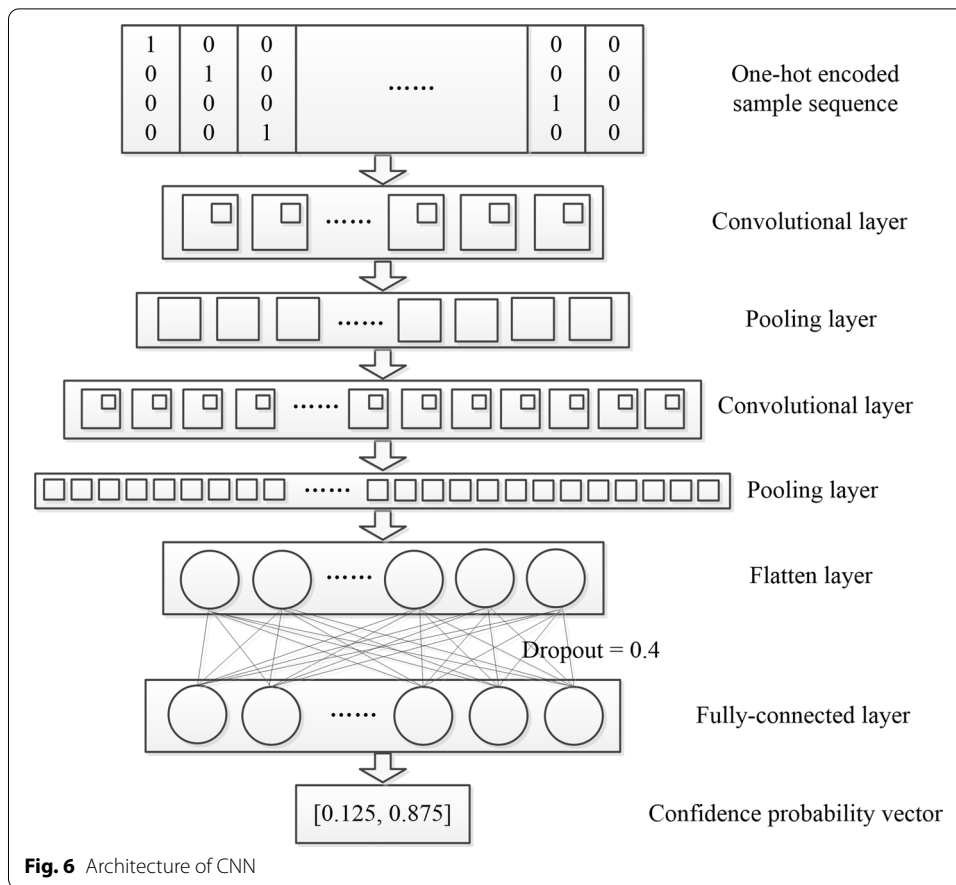 1 0 0 0 0
0 1 0 …… 0 0
0 0 0 1 0
0 0 1 0 0
One-hot encoded
sample sequence
……
Convolutional layer
……
Pooling layer
……
Convolutional layer
……
Pooling layer
……
Flatten layer
Dropout = 0.4
……
Fully-connected layer
[0.125, 0.875]
Confidence probability vector
Fig. 6 Architecture of CNN